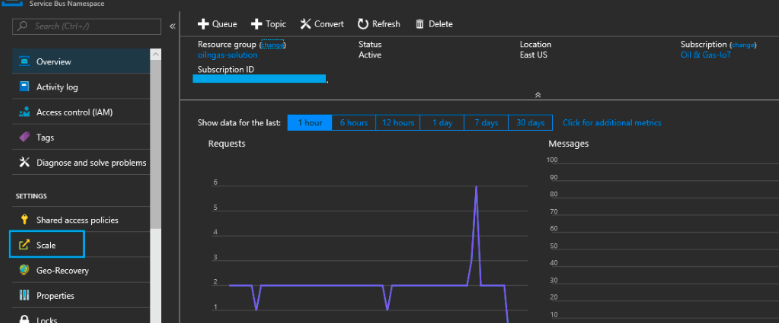 Service Bus Namespace
Search (Ctrl+/)
«
Queue
Topic
Convert
Refresh
Delete
Resource group (change)
oilngas-solution
Status
Active
Location
East US
Subscription (change)
Oil & Gas-IoT
Subscription ID
Overview
Activity log
Access control (IAM)
Tags
Diagnose and solve problems
SETTINGS
Shared access policies
Scale
Geo-Recovery
Properties
Locks
Show data for the last:
1 hour
6 hours
12 hours
1 day
7 days
30 days
Click for additional metrics
Requests
6
5
4
3
2
1
Messages
100
90
80
70
60
50
40
30
20
10